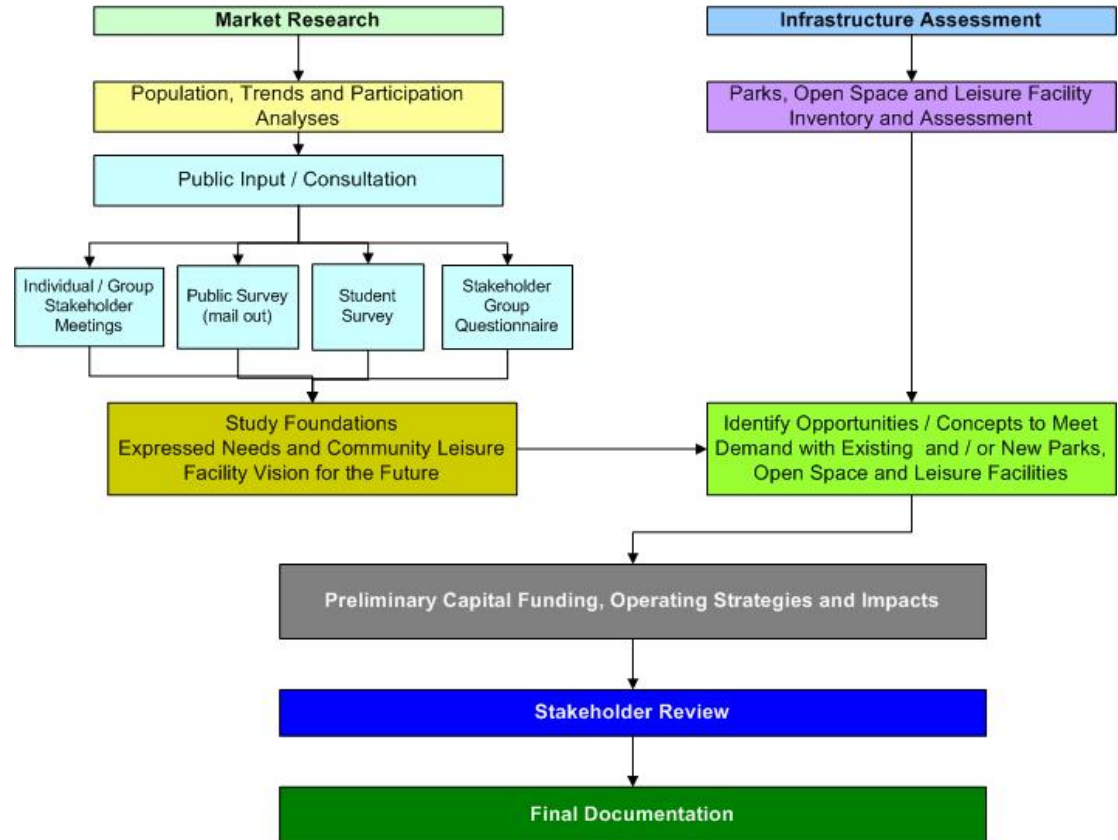 Market Research
Infrastructure Assessment
Population, Trends and Participation
Analyses
Parks, Open Space and Leisure Facility
Inventory and Assessment
Public Input / Consultation
Individual / Group
Stakeholder
Meetings
Public Survey
(mail out)
Student
Survey
Stakeholder
Group
Questionnaire
Study Foundations
Expressed Needs and Community Leisure
Facility Vision for the Future
Identify Opportunities / Concepts to Meet
Demand with Existing and / or New Parks,
Open Space and Leisure Facilities
Preliminary Capital Funding, Operating Strategies and Impacts
Stakeholder Review
Final Documentation